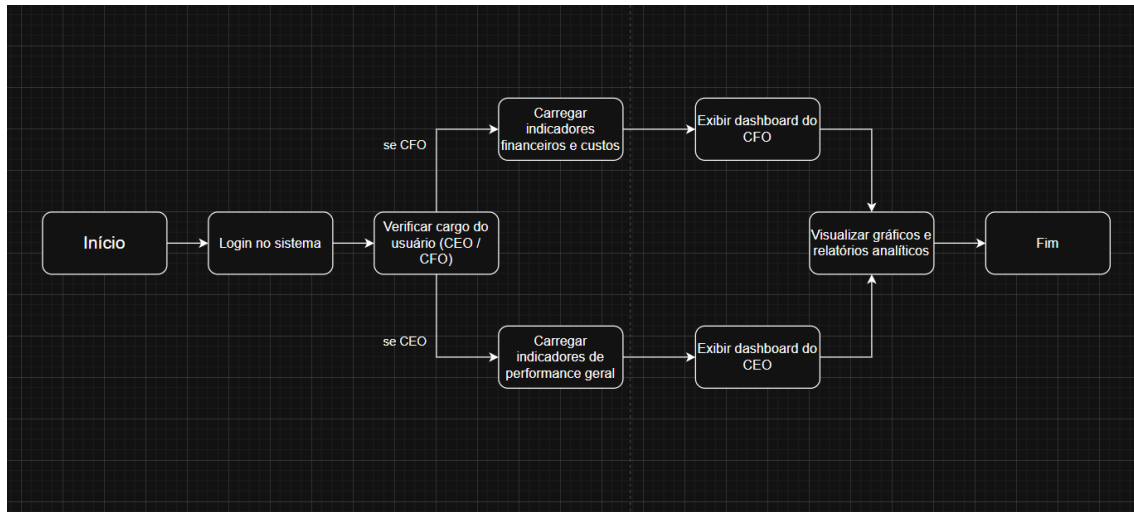 Início
Login no sistema
Verificar cargo do
usuário (CEO /
CFO)
se CFO
Carregar
indicadores
financeiros e custos
Exibir dashboard do
CFO
se CEO
Carregar
indicadores de
performance geral
Exibir dashboard do
CEO
Visualizar gráficos e
relatórios analíticos
Fim